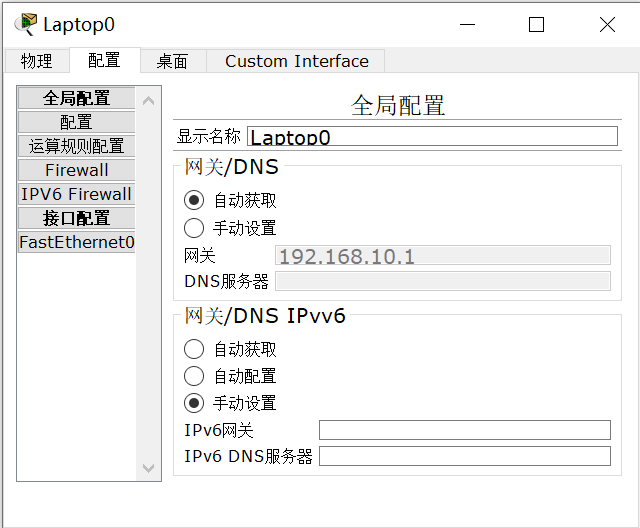 Laptop0
物理 配置 桌面 Custom Interface
全局配置
配置
运算规则配置
Firewall
IPV6 Firewall
接口配置
FastEthernet0
全局配置
显示名称 Laptop0
网关/DNS
自动获取
手动设置
网关 192.168.10.1
DNS服务器
网关/DNS IPvv6
自动获取
自动配置
手动设置
IPv6网关
IPv6 DNS服务器